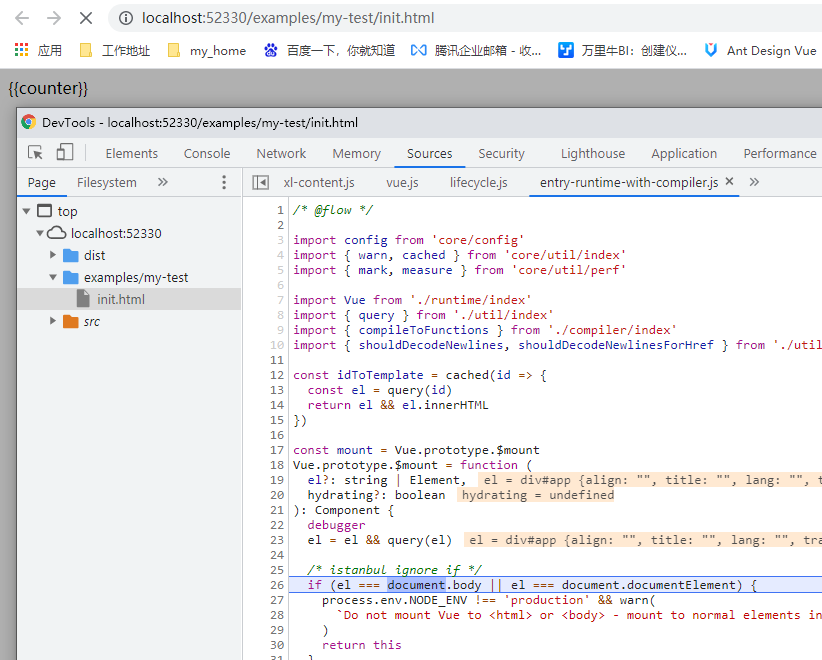 localhost:52330/examples/my-test/init.html
应用 工作地址 my_home 百度一下，你就知道 腾讯企业邮箱 - 收... 万里牛BI：创建仪... Ant Design Vue
{{counter}}
DevTools - localhost:52330/examples/my-test/init.html
Elements Console Network Memory Sources Security Lighthouse Application Performance
Page Filesystem » xl-content.js vue.js lifecycle.js entry-runtime-with-compiler.js × »
top
localhost:52330
dist
examples/my-test
init.html
src
1 /* @flow */
2
3 import config from 'core/config'
4 import { warn, cached } from 'core/util/index'
5 import { mark, measure } from 'core/util/perf'
6
7 import Vue from './runtime/index'
8 import { query } from './util/index'
9 import { compileToFunctions } from './compiler/index'
10 import { shouldDecodeNewlines, shouldDecodeNewlinesForHref } from './util
11
12 const idToTemplate = cached(id => {
13 const el = query(id)
14 return el && el.innerHTML
15 })
16
17 const mount = Vue.prototype.$mount
18 Vue.prototype.$mount = function (
19 el?: string | Element, el = div#app {align: "", title: "", lang: "", t
20 hydrating?: boolean hydrating = undefined
21 ): Component {
22 debugger
23 el = el && query(el) el = div#app {align: "", title: "", lang: "", tra
24
25 /* istanbul ignore if */
26 if (el === document.body || el === document.documentElement) {
27 process.env.NODE_ENV !== 'production' && warn(
28 `Do not mount Vue to <html> or <body> - mount to normal elements in
29 )
30 return this
31 }